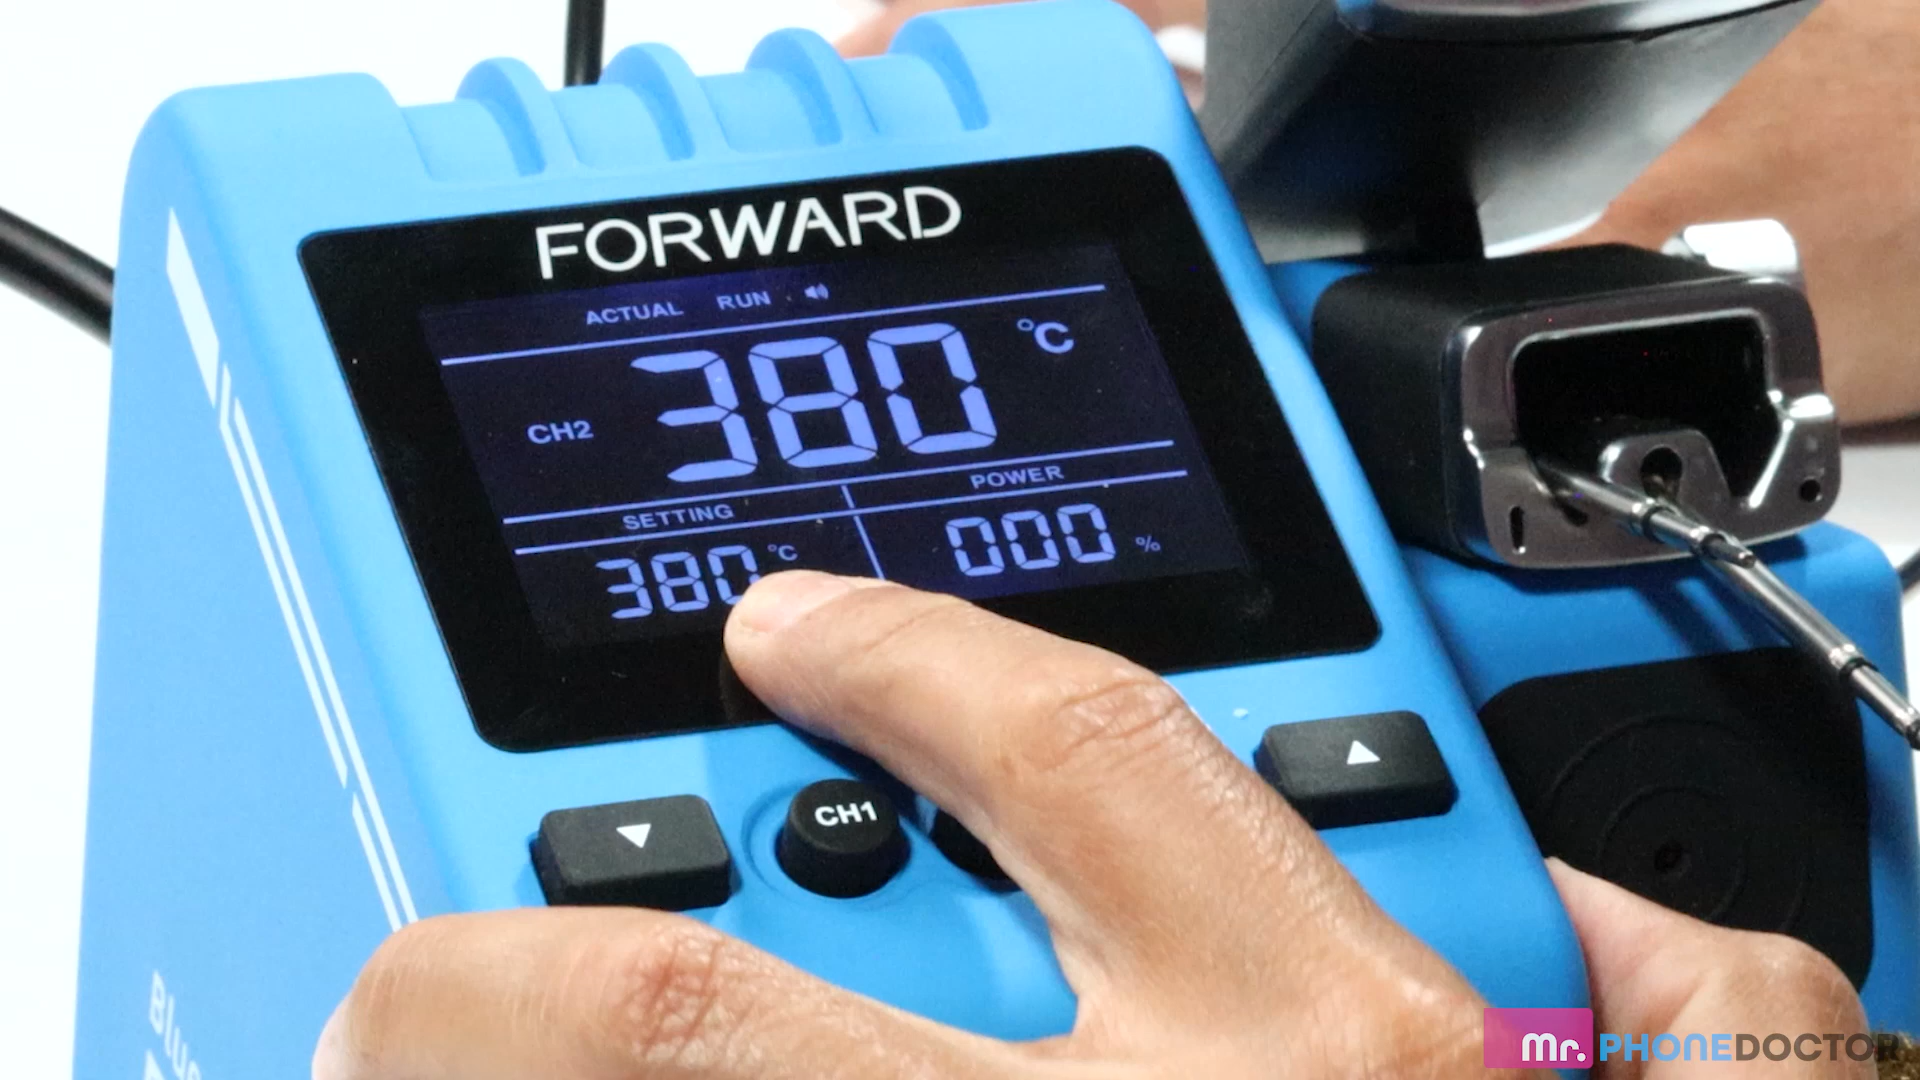 FORWARD
ACTUAL RUN
CH2 380 °C
SETTING POWER
380 °C 000 %
▼ CH1 ▲
mr. PHONEDOCTOR